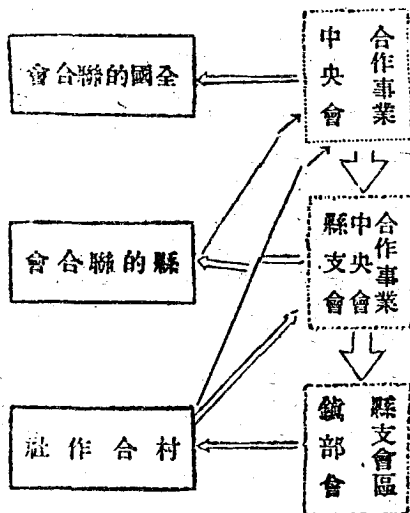 合作事業
中央會
全國的聯合會
合作事業
中央會
縣支會
縣的聯合會
縣支會區
鎮部會
村合作社